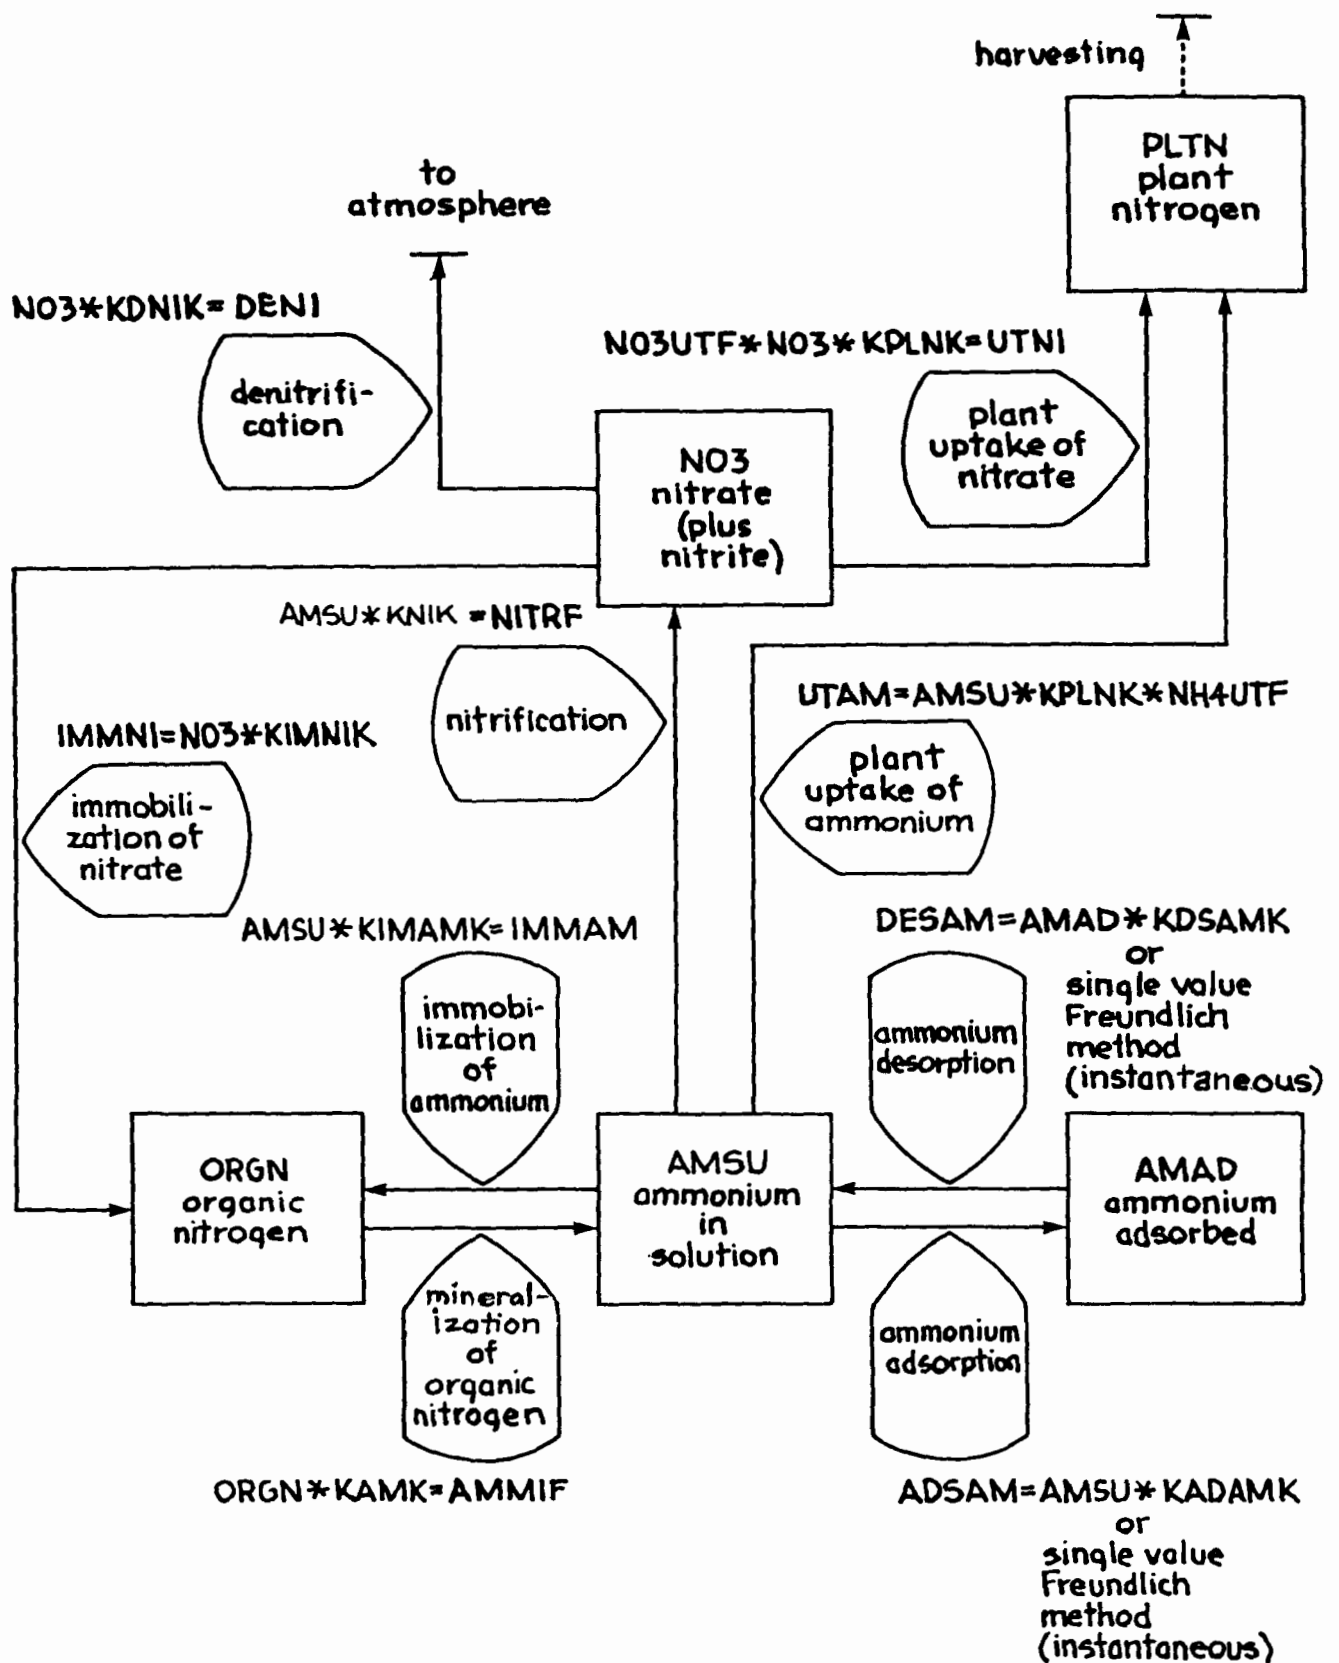 harvesting
PLTN
plant
nitrogen
to
atmosphere
NO3*KDNIK=DENI
denitrifi-
cation
NO3UTF*NO3*KPLNK=UTNI
plant
uptake of
nitrate
NO3
nitrate
(plus
nitrite)
AMSU*KNIK=NITRF
nitrification
UTAM=AMSU*KPLNK*NH4UTF
plant
uptake of
ammonium
IMMNI=NO3*KIMNIK
immobili-
zation of
nitrate
AMSU*KIMAMK=IMMAM
immobi-
lization
of
ammonium
DESAM=AMAD*KDSAMK
or
single value
Freundlich
method
(instantaneous)
ammonium
desorption
ORGN
organic
nitrogen
AMSU
ammonium
in
solution
AMAD
ammonium
adsorbed
mineral-
ization
of
organic
nitrogen
ammonium
adsorption
ORGN*KAMK=AMMIF
ADSAM=AMSU*KADAMK
or
single value
Freundlich
method
(instantaneous)